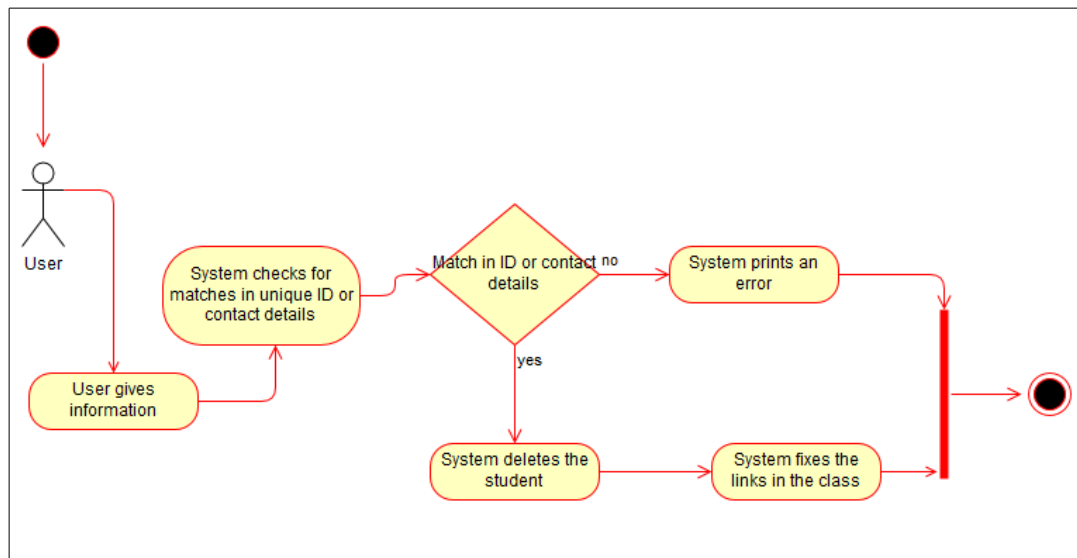 User
User gives
information
System checks for
matches in unique ID or
contact details
Match in ID or contact
details
no
yes
System prints an
error
System deletes the
student
System fixes the
links in the class